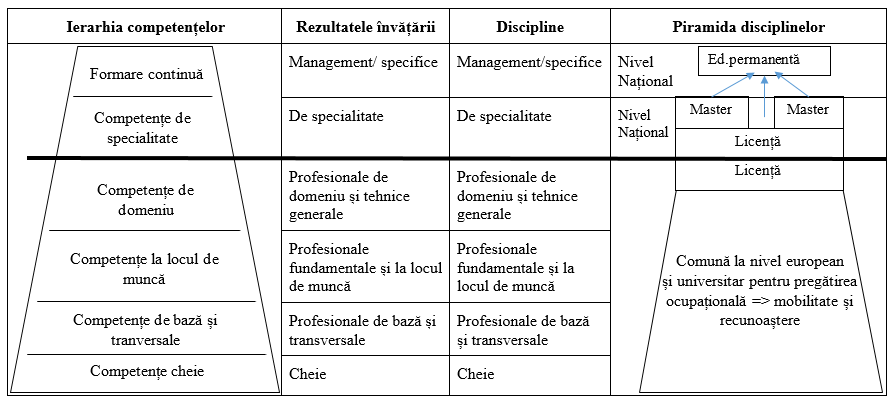 Ierarhia competențelor
Rezultatele învățării
Discipline
Piramida disciplinelor
Formare continuă
Management/ specifice
Management/specifice
Nivel
Național
Ed.permanentă
Competențe de
specialitate
De specialitate
De specialitate
Nivel
Național
Master
Master
Licență
Licență
Competențe de
domeniu
Profesionale de
domeniu și tehnice
generale
Profesionale de
domeniu și tehnice
generale
Competențe la locul de
muncă
Profesionale
fundamentale și la locul
de muncă
Profesionale
fundamentale și la
locul de muncă
Comună la nivel european
și universitar pentru pregătirea
ocupațională => mobilitate și
recunoaștere
Competențe de bază și
tranversale
Profesionale de bază și
transversale
Profesionale de bază
și transversale
Competențe cheie
Cheie
Cheie